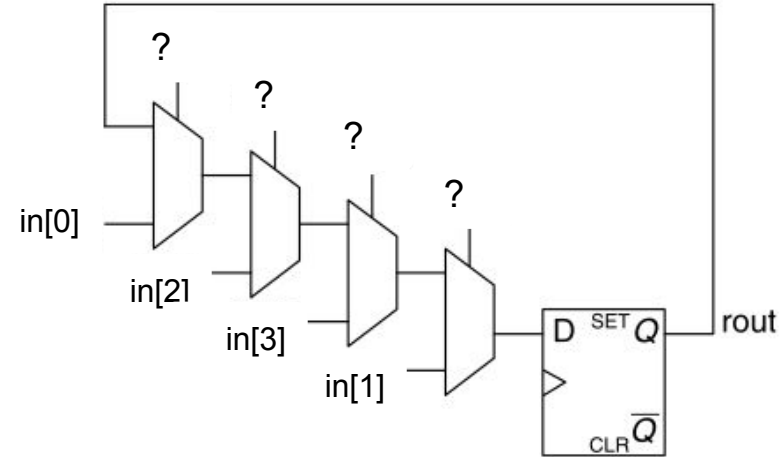 ?
?
?
?
in[0]
in[2]
in[3]
in[1]
D SET Q
rout
CLR Q̅